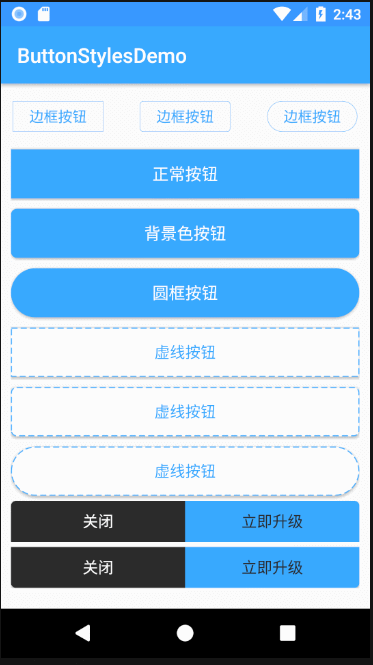 2:43
ButtonStylesDemo
边框按钮 边框按钮 边框按钮
正常按钮
背景色按钮
圆框按钮
虚线按钮
虚线按钮
虚线按钮
关闭 立即升级
关闭 立即升级